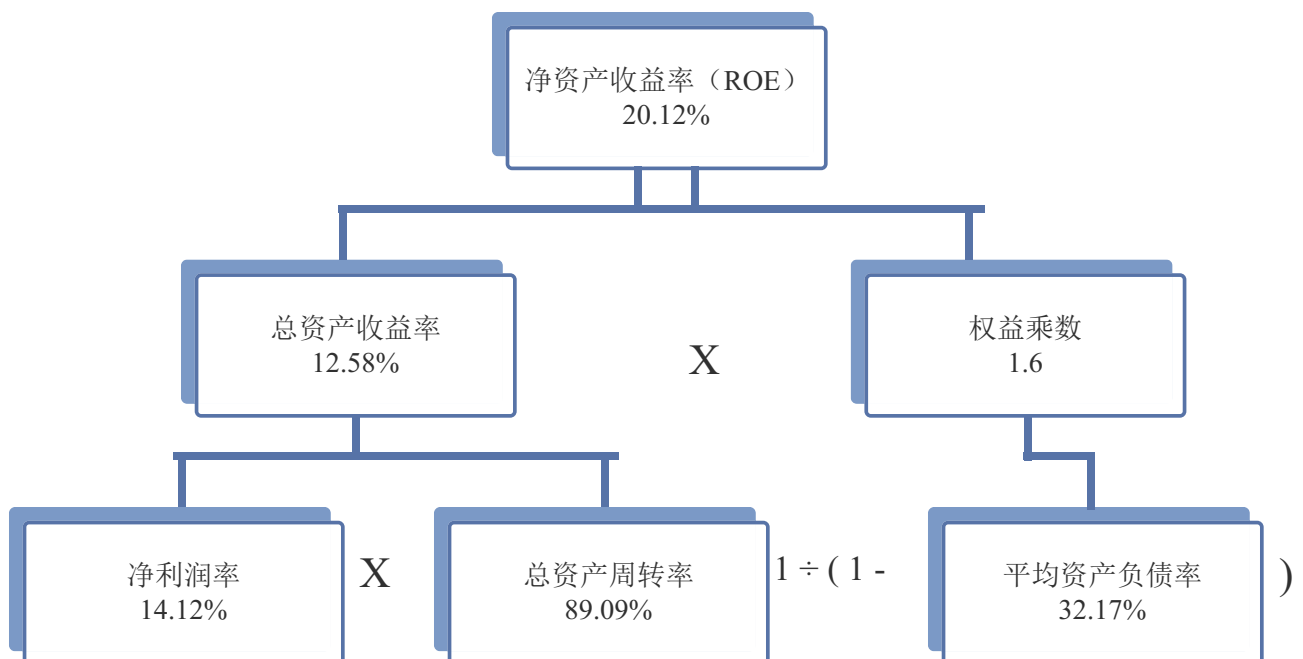 净资产收益率（ROE）
20.12%
总资产收益率
12.58%
X
权益乘数
1.6
净利润率
14.12%
X
总资产周转率
89.09%
1 ÷ ( 1 -
平均资产负债率
32.17%
)